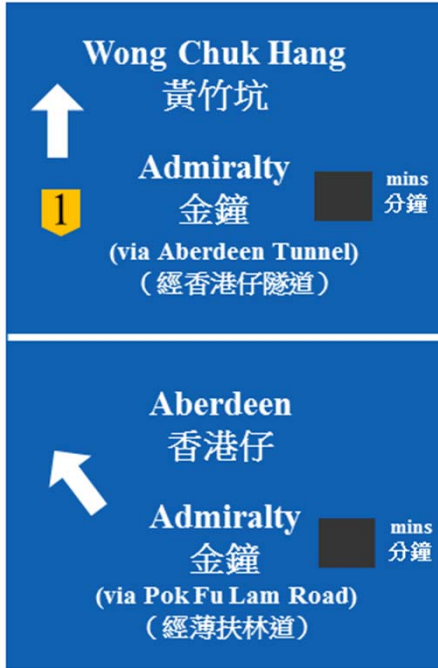 Wong Chuk Hang
黃竹坑
1
Admiralty
金鐘
mins
分鐘
(via Aberdeen Tunnel)
（經香港仔隧道）
Aberdeen
香港仔
Admiralty
金鐘
mins
分鐘
(via Pok Fu Lam Road)
（經薄扶林道）